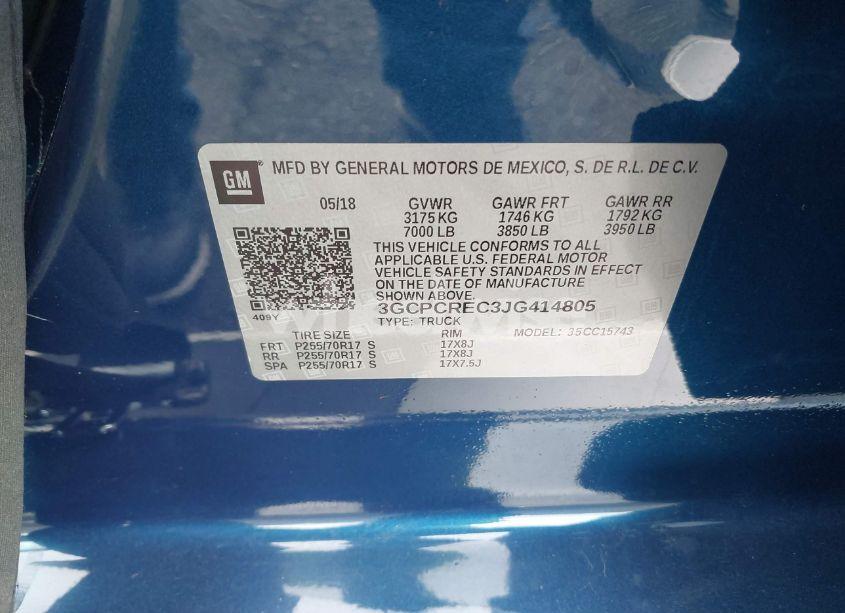 GM® MFD BY GENERAL MOTORS DE MEXICO, S. DE R.L. DE C.V.
05/18 GVWR GAWR FRT GAWR RR
3175 KG 1746 KG 1792 KG
7000 LB 3850 LB 3950 LB
THIS VEHICLE CONFORMS TO ALL
APPLICABLE U.S. FEDERAL MOTOR
VEHICLE SAFETY STANDARDS IN EFFECT
ON THE DATE OF MANUFACTURE
SHOWN ABOVE.
3GCPCREC3JG414805
409Y TYPE: TRUCK MODEL: 35CC15743
TIRE SIZE RIM
FRT P255/70R17 S 17X8J
RR P255/70R17 S 17X8J
SPA P255/70R17 S 17X7.5J